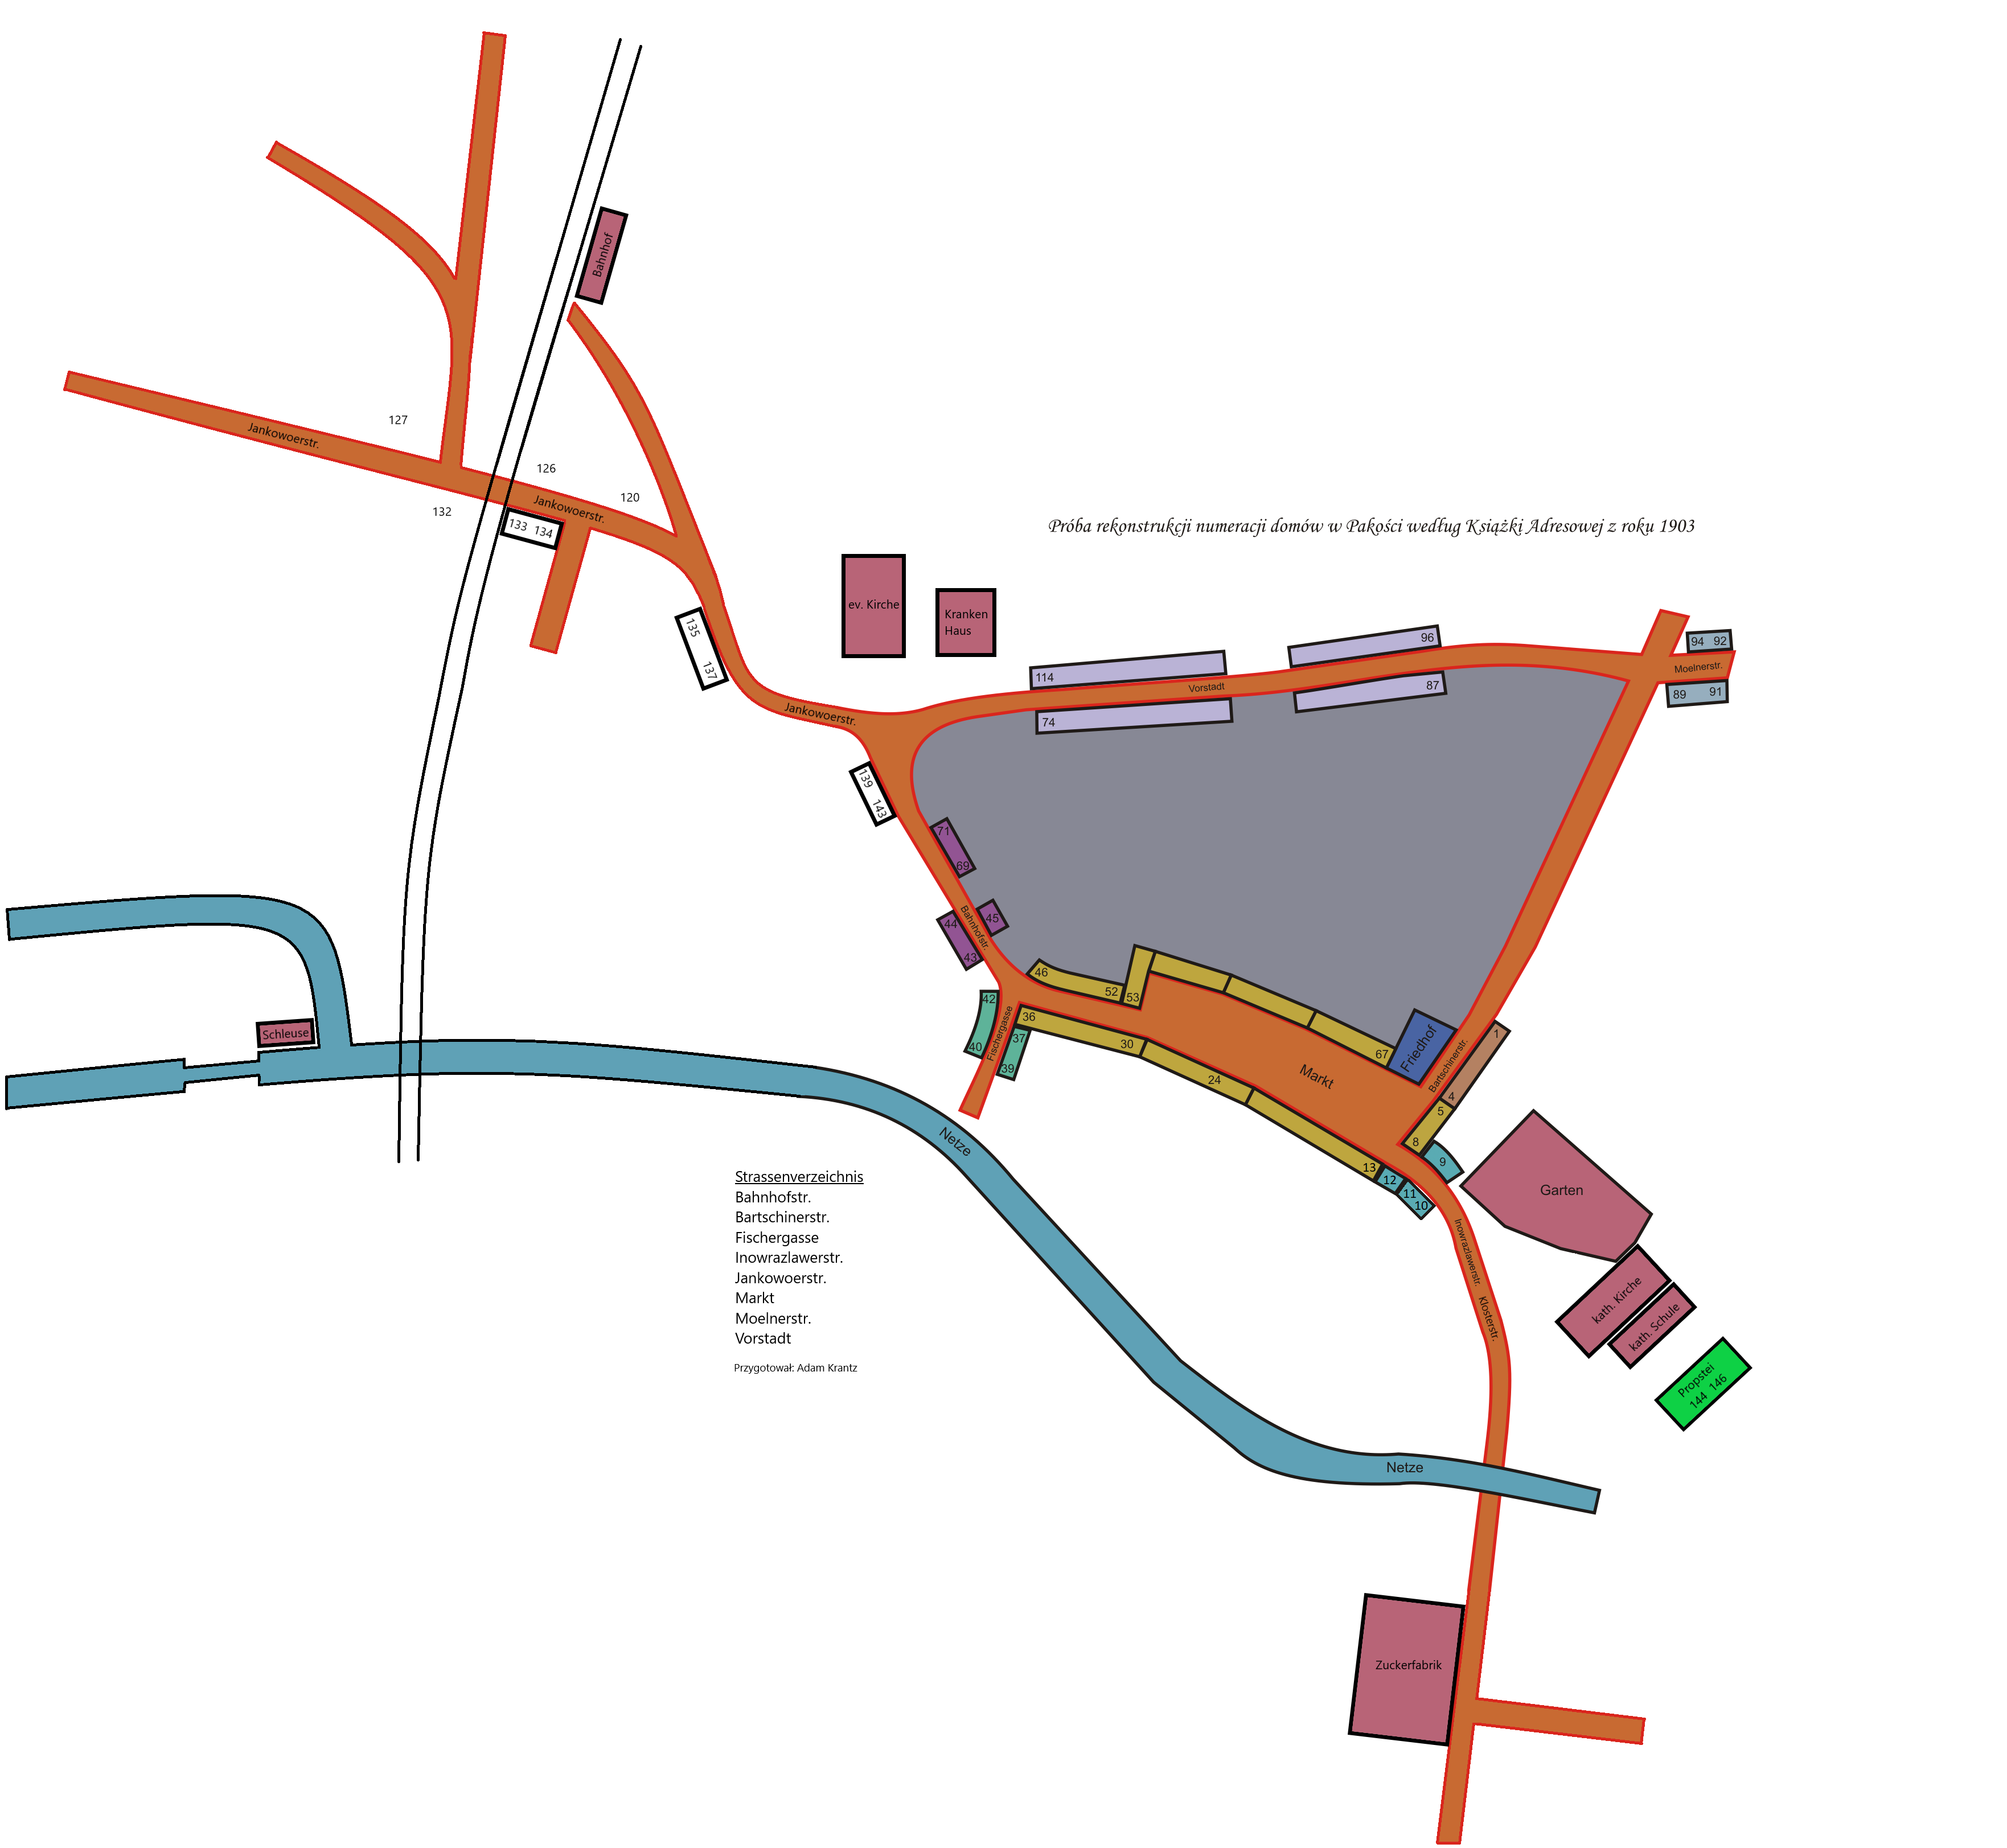 Bahnhof
127
Jankowoerstr.
126
120
Jankowoerstr.
132
133 134
Próba rekonstrukcji numeracji domów w Pakości według Książki Adresowej z roku 1903
ev. Kirche
Kranken
Haus
135
137
96
94 92
Moelnerstr.
114
Vorstadt
87
89 91
74
Jankowoerstr.
139
143
71
69
45
44
Bahnhofstr.
43
46
52
53
42
36
Fischergasse
37
30
40
39
24
Markt
67
Friedhof
Bartschinerstr.
1
4
5
8
9
13
12
11
10
Schleuse
Netze
Garten
Inowrazlawerstr.
Klosterstr.
kath. Kirche
kath. Schule
Propstei
144 146
Strassenverzeichnis
Bahnhofstr.
Bartschinerstr.
Fischergasse
Inowrazlawerstr.
Jankowoerstr.
Markt
Moelnerstr.
Vorstadt
Przygotował: Adam Krantz
Netze
Zuckerfabrik